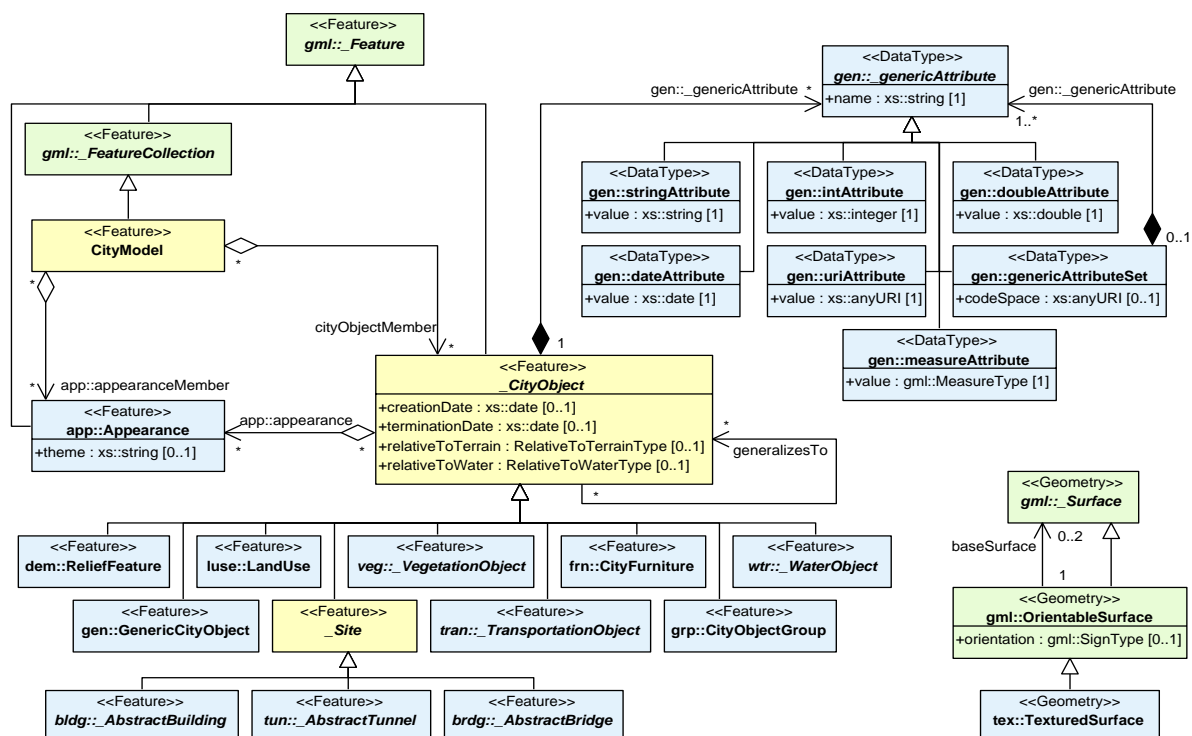 <<Feature>>
gml::_Feature
<<DataType>>
gen::_genericAttribute
+name : xs::string [1]
gen::_genericAttribute
*
gen::_genericAttribute
1..*
<<Feature>>
gml::_FeatureCollection
<<DataType>>
gen::stringAttribute
+value : xs::string [1]
<<DataType>>
gen::intAttribute
+value : xs::integer [1]
<<DataType>>
gen::doubleAttribute
+value : xs::double [1]
<<Feature>>
CityModel
*
*
0..1
<<DataType>>
gen::dateAttribute
+value : xs::date [1]
<<DataType>>
gen::uriAttribute
+value : xs::anyURI [1]
<<DataType>>
gen::genericAttributeSet
+codeSpace : xs:anyURI [0..1]
cityObjectMember
*
1
<<DataType>>
gen::measureAttribute
+value : gml::MeasureType [1]
<<Feature>>
_CityObject
+creationDate : xs::date [0..1]
+terminationDate : xs::date [0..1]
+relativeToTerrain : RelativeToTerrainType [0..1]
+relativeToWater : RelativeToWaterType [0..1]
*
app::appearanceMember
<<Feature>>
app::Appearance
+theme : xs::string [0..1]
app::appearance
*
*
*
generalizesTo
*
<<Geometry>>
gml::_Surface
baseSurface
0..2
1
<<Feature>>
dem::ReliefFeature
<<Feature>>
luse::LandUse
<<Feature>>
veg::_VegetationObject
<<Feature>>
frn::CityFurniture
<<Feature>>
wtr::_WaterObject
<<Feature>>
gen::GenericCityObject
<<Feature>>
_Site
<<Feature>>
tran::_TransportationObject
<<Feature>>
grp::CityObjectGroup
<<Geometry>>
gml::OrientableSurface
+orientation : gml::SignType [0..1]
<<Feature>>
bldg::_AbstractBuilding
<<Feature>>
tun::_AbstractTunnel
<<Feature>>
brdg::_AbstractBridge
<<Geometry>>
tex::TexturedSurface